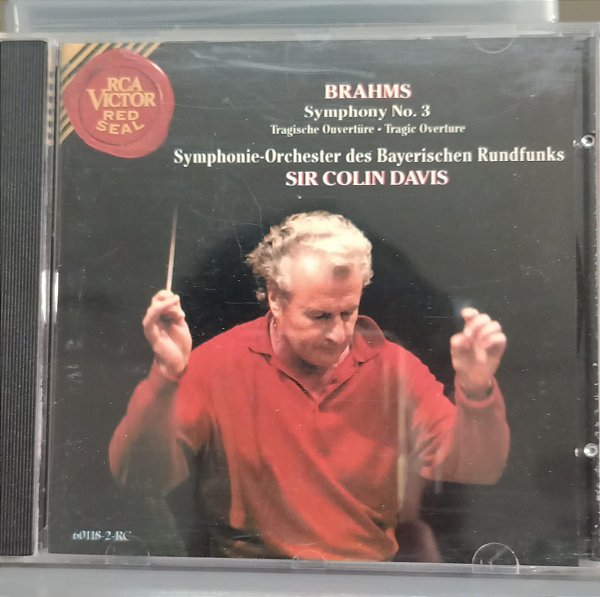 RCA
VICTOR
RED
SEAL
BRAHMS
Symphony No. 3
Tragische Ouvertüre • Tragic Overture
Symphonie-Orchester des Bayerischen Rundfunks
SIR COLIN DAVIS
60118-2-RC